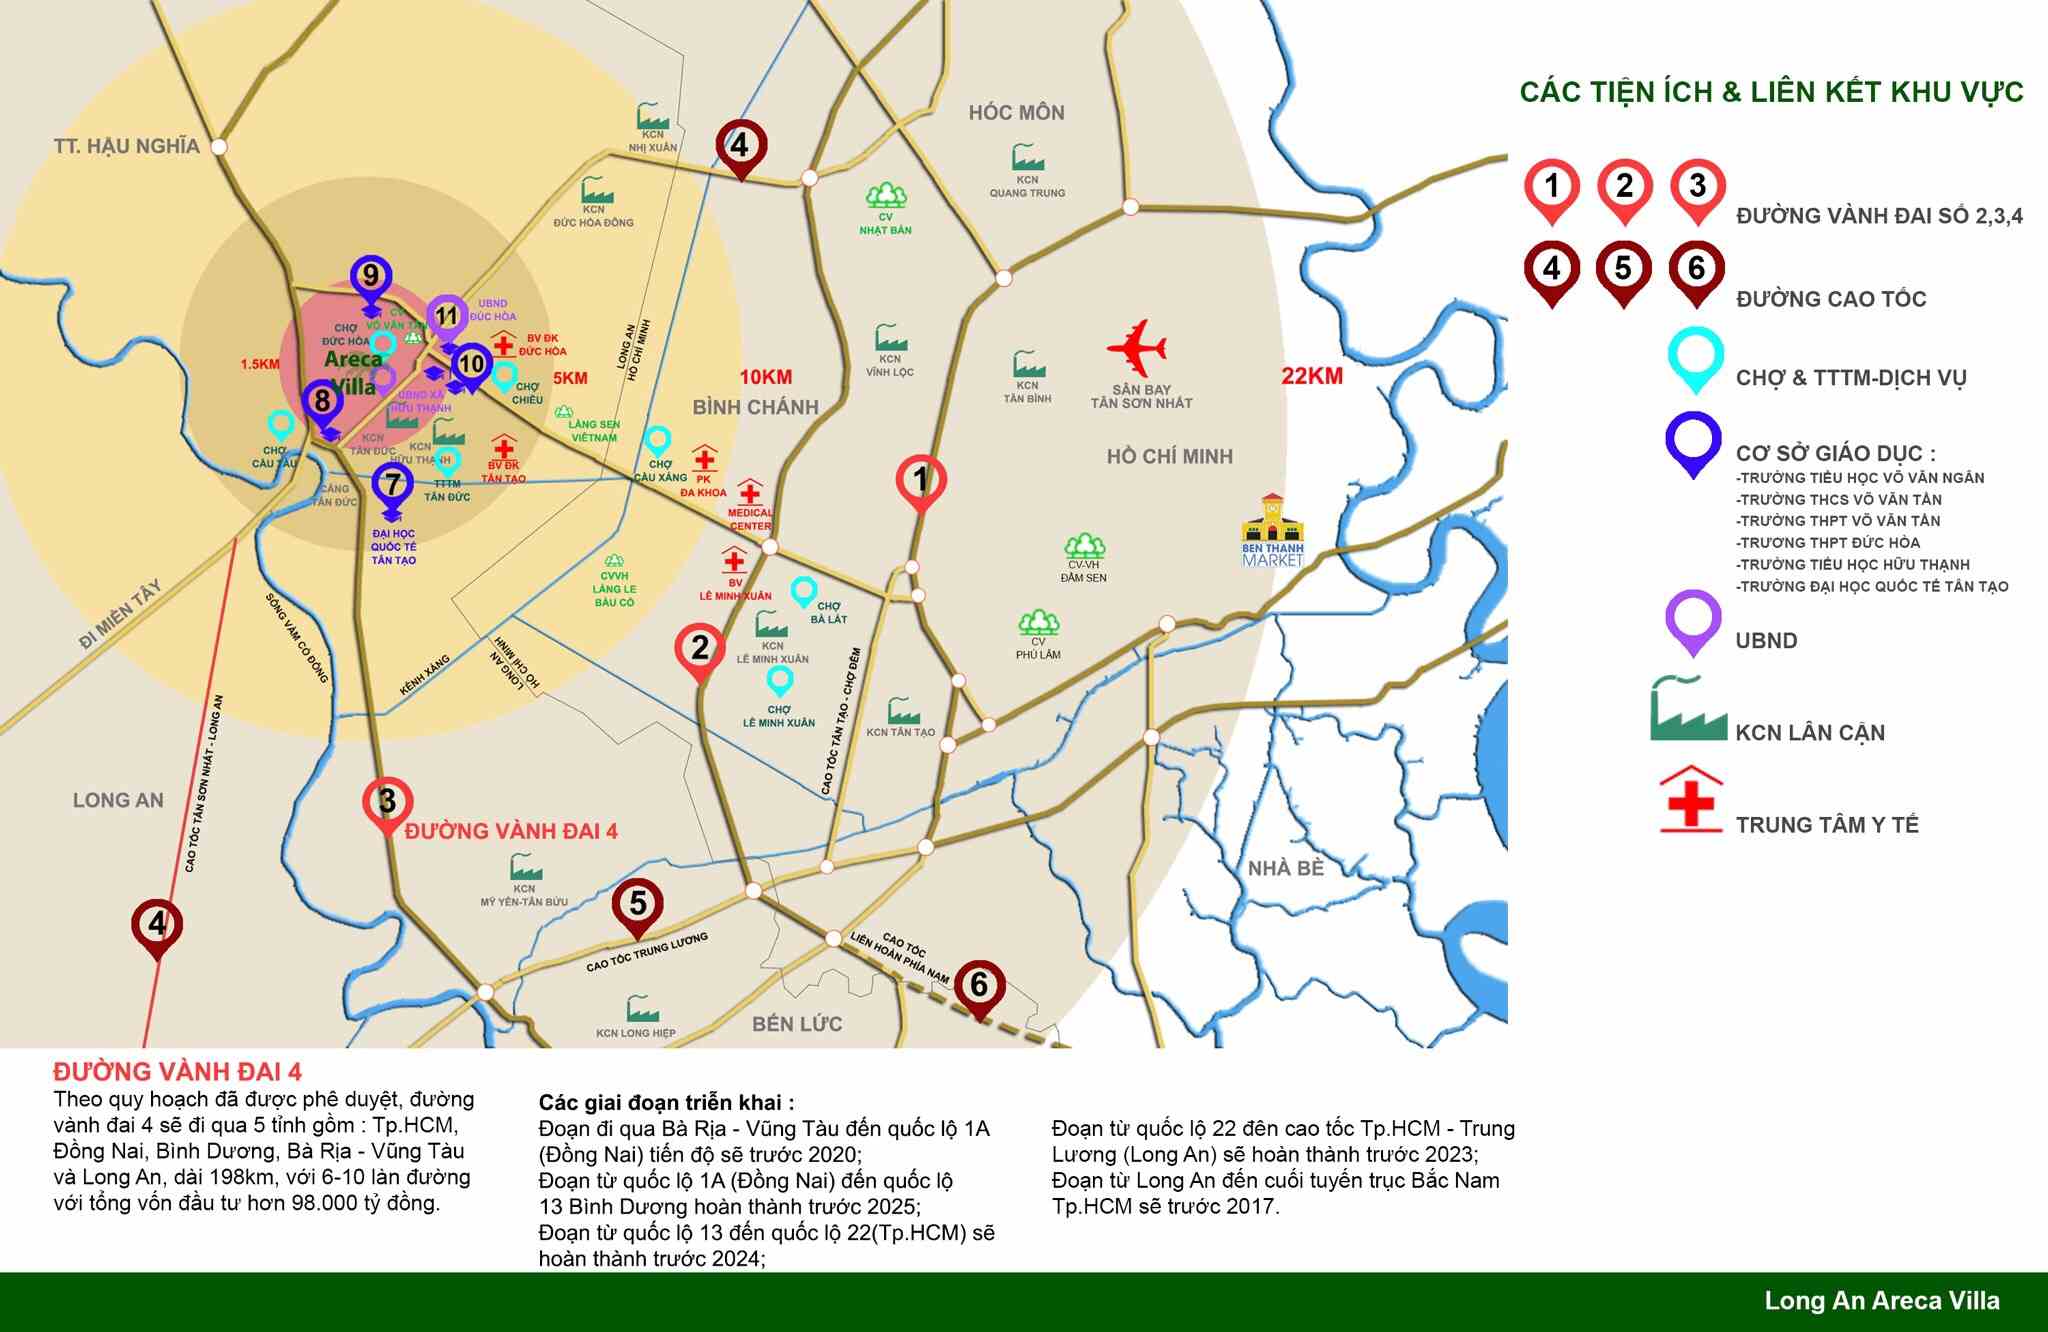 TT. HẬU NGHĨA
KCN
NHỊ XUÂN
4
HÓC MÔN
KCN
QUANG TRUNG
KCN
ĐỨC HÒA ĐÔNG
CV
NHẬT BẢN
LONG AN
HỒ CHÍ MINH
9
CV
VÕ VĂN TẦN
11
UBND
ĐÚC HÒA
CHỢ
ĐỨC HÒA
Areca
Villa
1.5KM
8
10
BV ĐK
ĐỨC HÒA
CHỢ
CHIỀU
5KM
10KM
22KM
UBND XÃ
HỮU THẠNH
BÌNH CHÁNH
KCN
VĨNH LỘC
KCN
TÂN BÌNH
SÂN BAY
TÂN SƠN NHẤT
HỒ CHÍ MINH
CHỢ
CẦU TÀU
KCN
TÂN ĐỨC
KCN
HỮU THẠNH
LÀNG SEN
VIỆTNAM
CHỢ
CẦU XÁNG
PK
ĐA KHOA
MEDICAL
CENTER
BV ĐK
TÂN TẠO
TTTM
TÂN ĐỨC
CẢNG
TÂN ĐỨC
7
ĐẠI HỌC
QUỐC TẾ
TÂN TẠO
1
BEN THANH
MARKET
CV-VH
ĐẦM SEN
CVVH
LÁNG LE
BÀU CÒ
BV
LÊ MINH XUÂN
CHỢ
BÀ LÁT
KCN
LÊ MINH XUÂN
CHỢ
LÊ MINH XUÂN
CV
PHÚ LÂM
2
ĐI MIỀN TÂY
SÔNG VÀM CỎ ĐÔNG
KÊNH XÁNG
HỒ CHÍ MINH
LONG AN
CAO TỐC TÂN TẠO - CHỢ ĐỆM
KCN TÂN TẠO
CAO TỐC TÂN SƠN NHẤT - LONG AN
LONG AN
3
ĐƯỜNG VÀNH ĐAI 4
KCN
MỸ YÊN-TÂN BỬU
4
5
CAO TỐC TRUNG LƯƠNG
CAO TỐC
LIÊN HOÀN PHÍA NAM
6
NHÀ BÈ
KCN LONG HIỆP
BẾN LỨC
CÁC TIỆN ÍCH & LIÊN KẾT KHU VỰC
1 2 3
ĐƯỜNG VÀNH ĐAI SỐ 2,3,4
4 5 6
ĐƯỜNG CAO TỐC
CHỢ & TTTM-DỊCH VỤ
CƠ SỞ GIÁO DỤC :
-TRƯỜNG TIỂU HỌC VÕ VĂN NGÂN
-TRƯỜNG THCS VÕ VĂN TẦN
-TRƯỜNG THPT VÕ VĂN TẦN
-TRƯƠNG THPT ĐỨC HÒA
-TRƯỜNG TIỂU HỌC HỮU THẠNH
-TRƯỜNG ĐẠI HỌC QUỐC TẾ TÂN TẠO
UBND
KCN LÂN CẬN
TRUNG TÂM Y TẾ
ĐƯỜNG VÀNH ĐAI 4
Theo quy hoạch đã được phê duyệt, đường
vành đai 4 sẽ đi qua 5 tỉnh gồm : Tp.HCM,
Đồng Nai, Bình Dương, Bà Rịa - Vũng Tàu
và Long An, dài 198km, với 6-10 làn đường
với tổng vốn đầu tư hơn 98.000 tỷ đồng.
Các giai đoạn triển khai :
Đoạn đi qua Bà Rịa - Vũng Tàu đến quốc lộ 1A
(Đồng Nai) tiến độ sẽ trước 2020;
Đoạn từ quốc lộ 1A (Đồng Nai) đến quốc lộ
13 Bình Dương hoàn thành trước 2025;
Đoạn từ quốc lộ 13 đến quốc lộ 22(Tp.HCM) sẽ
hoàn thành trước 2024;
Đoạn từ quốc lộ 22 đên cao tốc Tp.HCM - Trung
Lương (Long An) sẽ hoàn thành trước 2023;
Đoạn từ Long An đến cuối tuyến trục Bắc Nam
Tp.HCM sẽ trước 2017.
Long An Areca Villa